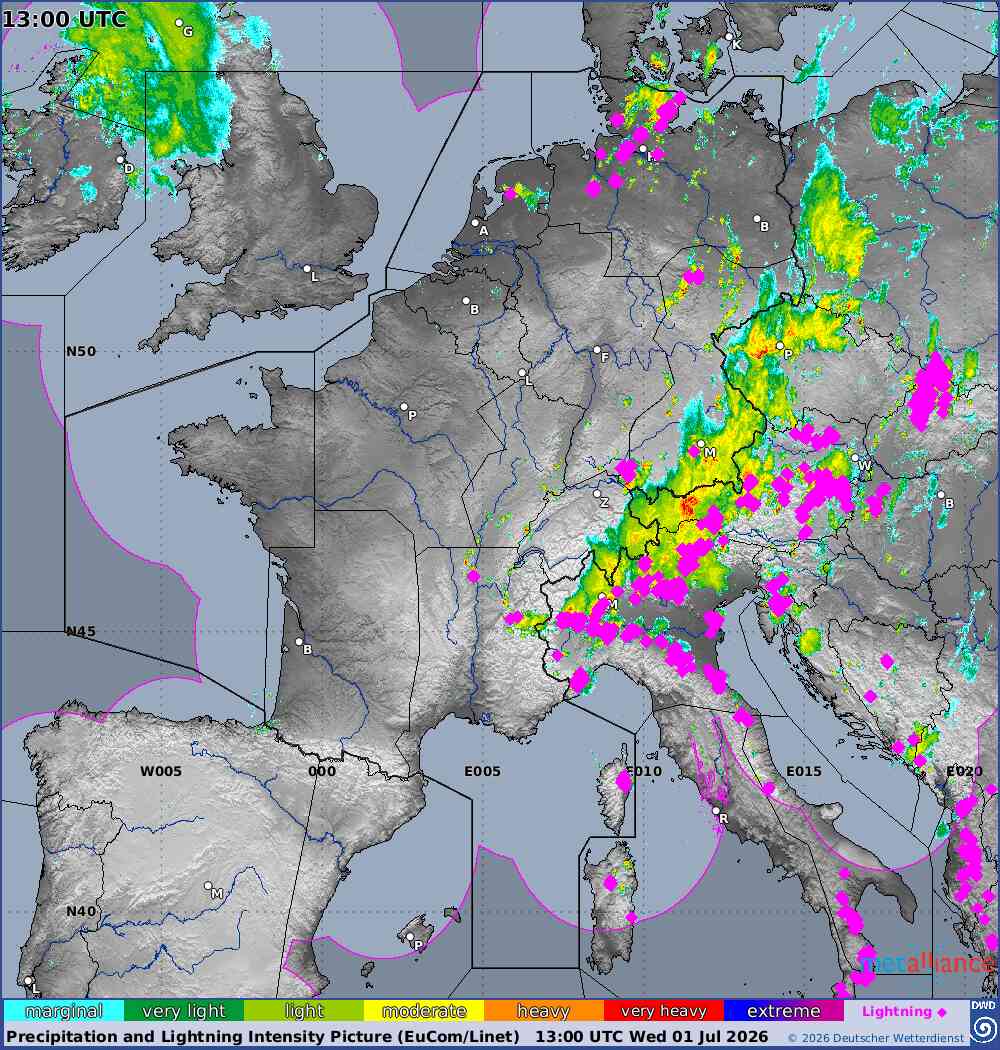 13:00 UTC
G
K
D
H
A
B
L
B
N50
F
P
L
P
M
W
Z
B
M
N45
B
W005
000
E005
E010
E015
E020
R
M
N40
P
L
metalliance
marginal very light light moderate heavy very heavy extreme Lightning
DWD
Precipitation and Lightning Intensity Picture (EuCom/Linet) 13:00 UTC Wed 01 Jul 2026 © 2026 Deutscher Wetterdienst